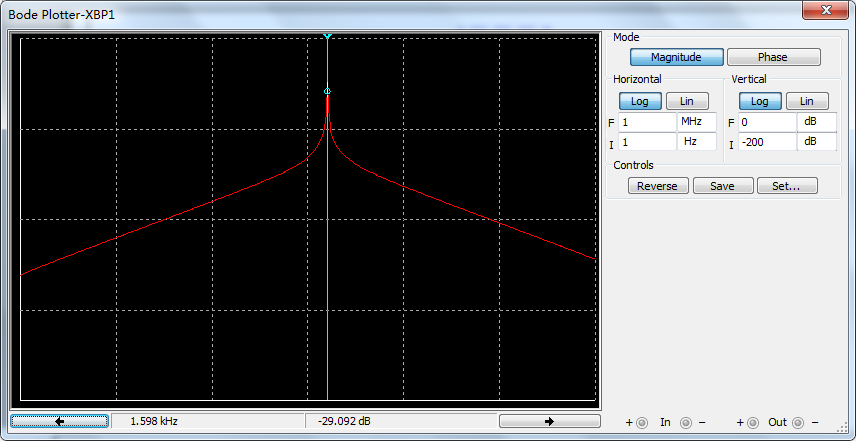 Bode Plotter-XBP1
Mode
Magnitude Phase
Horizontal Vertical
Log Lin Log Lin
F 1 MHz F 0 dB
I 1 Hz I -200 dB
Controls
Reverse Save Set...
1.598 kHz -29.092 dB
+ In − + Out −